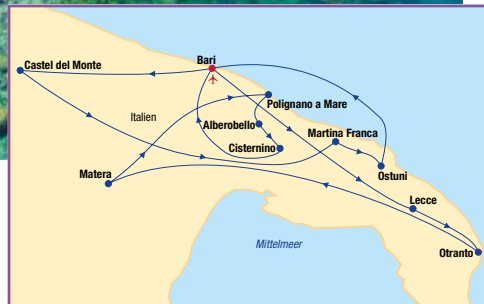 Castel del Monte
Bari
Polignano a Mare
Italien
Alberobello
Martina Franca
Cisternino
Matera
Ostuni
Lecce
Mittelmeer
Otranto